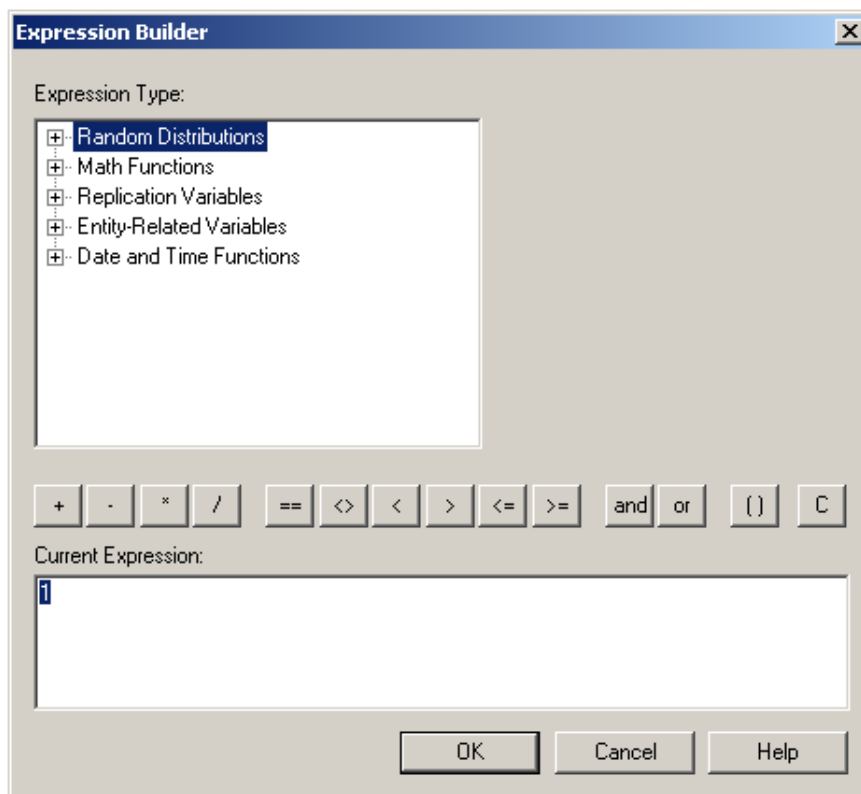 Expression Builder
Expression Type:
Random Distributions
Math Functions
Replication Variables
Entity-Related Variables
Date and Time Functions
+ - * / == <> < > <= >= and or ( ) C
Current Expression:
1
OK Cancel Help